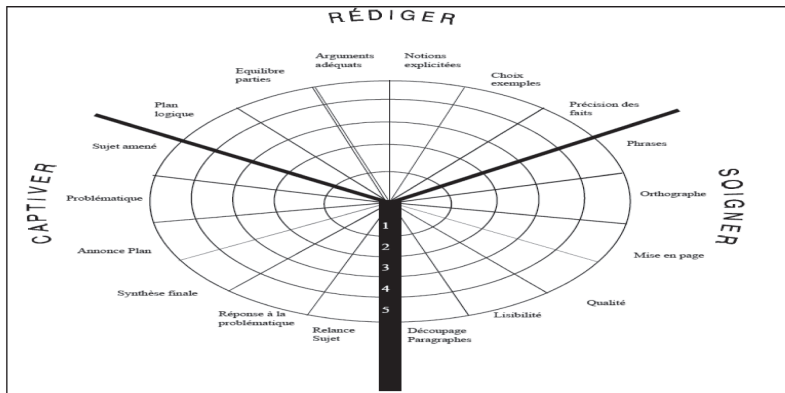 RÉDIGER
Arguments
adéquats
Notions
explicitées
Equilibre
parties
Choix
exemples
Plan
logique
Précision des
faits
Sujet amené
Phrases
CAPTIVER
Problématique
Orthographe
SOIGNER
Annonce Plan
Mise en page
Synthèse finale
Qualité
Réponse à la
problématique
Relance
Sujet
Découpage
Paragraphes
Lisibilité
1
2
3
4
5